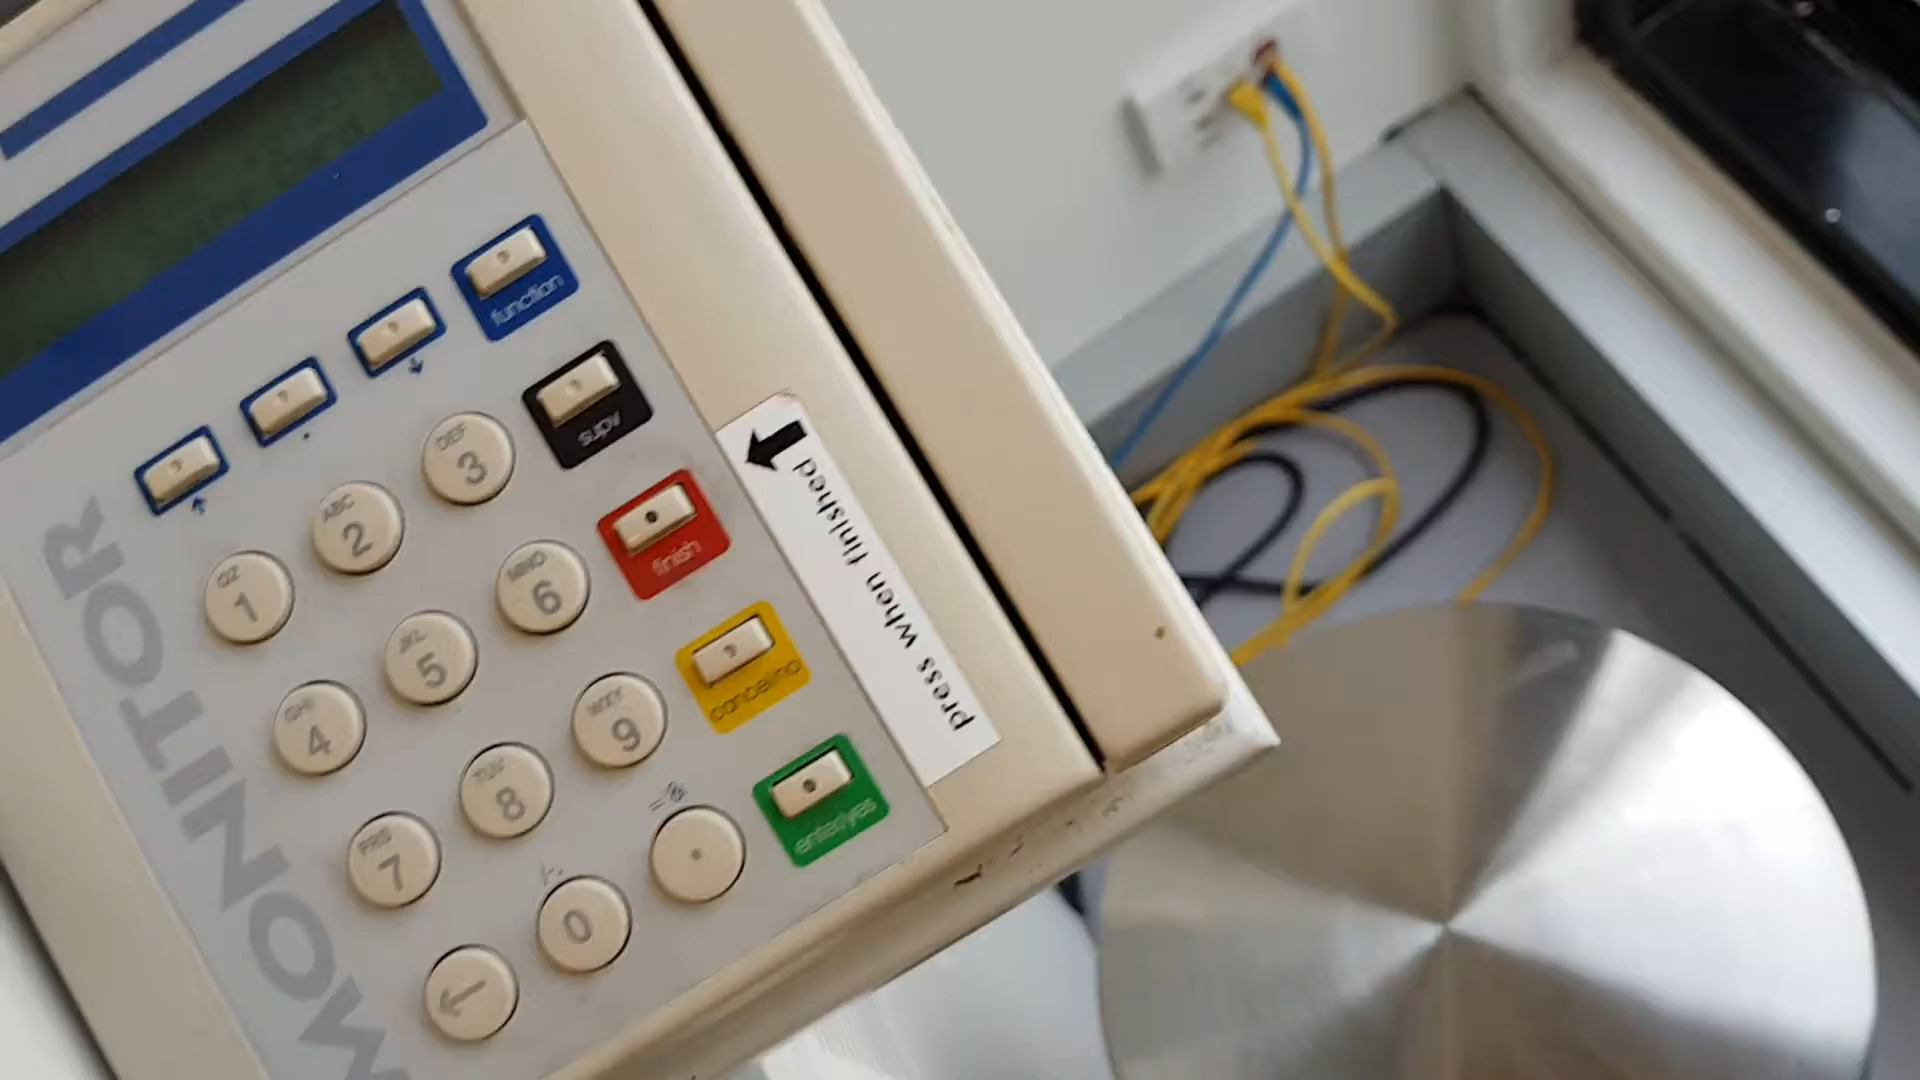 function
supv
QZ
1
ABC
2
DEF
3
finish
GHI
4
JKL
5
MNO
6
cancel/no
PRS
7
TUV
8
WXY
9
enter/yes
0
press when finished
MONITOR